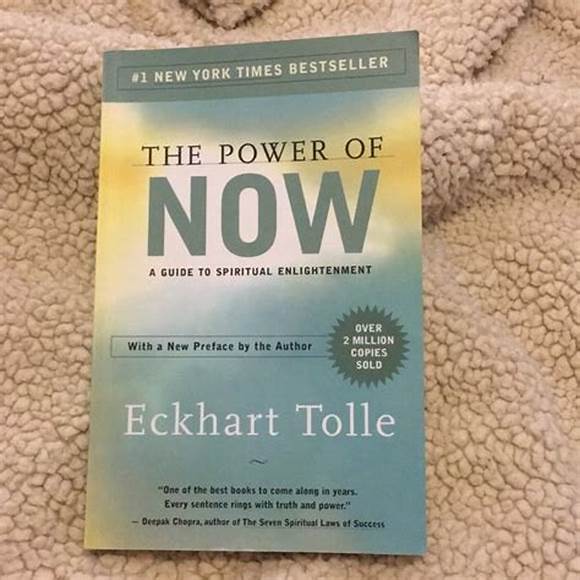 #1 NEW YORK TIMES BESTSELLER
THE POWER OF
NOW
A GUIDE TO SPIRITUAL ENLIGHTENMENT
With a New Preface by the Author
OVER
2 MILLION
COPIES
SOLD
Eckhart Tolle
"One of the best books to come along in years.
Every sentence rings with truth and power."
— Deepak Chopra, author of The Seven Spiritual Laws of Success